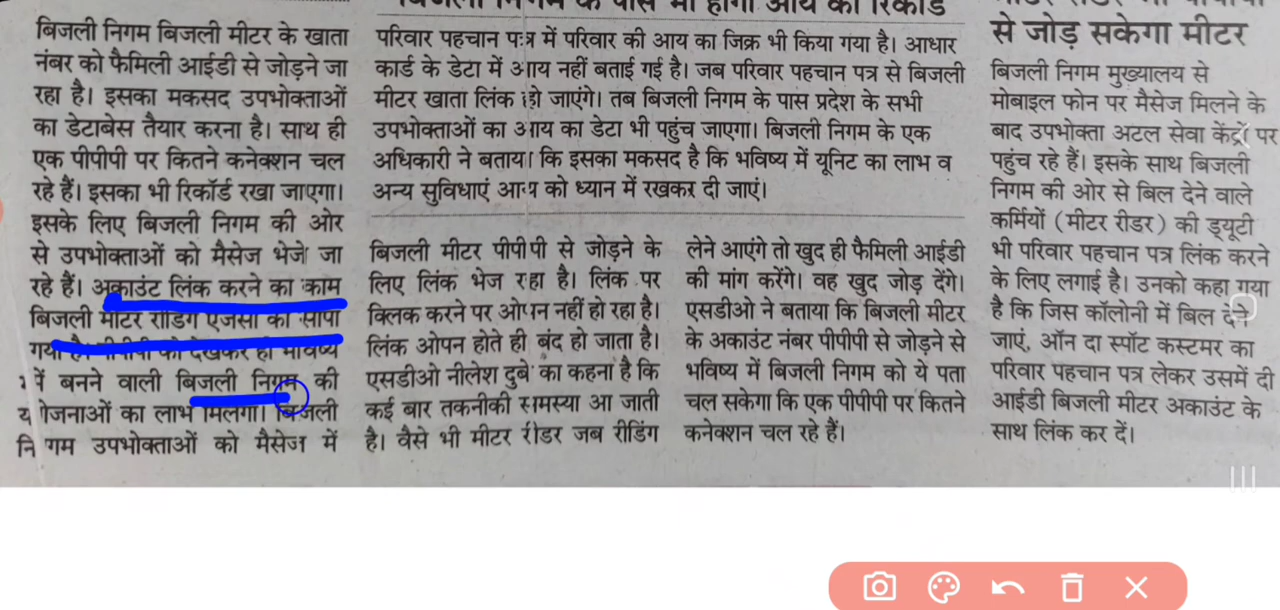 बिजली निगम के पास भी होगा आय का रिकॉर्ड
बिजली निगम बिजली मीटर के खाता
नंबर को फैमिली आईडी से जोड़ने जा
रहा है। इसका मकसद उपभोक्ताओं
का डेटाबेस तैयार करना है। साथ ही
एक पीपीपी पर कितने कनेक्शन चल
रहे हैं। इसका भी रिकॉर्ड रखा जाएगा।
इसके लिए बिजली निगम की ओर
से उपभोक्ताओं को मैसेज भेजे जा
रहे हैं। अकाउंट लिंक करने का काम
बिजली मीटर रीडिंग एजेंसी को सौंपा
गया है। पीपीपी को देखकर ही भविष्य
में बनने वाली बिजली निगम की
योजनाओं का लाभ मिलेगा। बिजली
निगम उपभोक्ताओं को मैसेज में
परिवार पहचान पत्र में परिवार की आय का जिक्र भी किया गया है। आधार
कार्ड के डेटा में आय नहीं बताई गई है। जब परिवार पहचान पत्र से बिजली
मीटर खाता लिंक हो जाएंगे। तब बिजली निगम के पास प्रदेश के सभी
उपभोक्ताओं का आय का डेटा भी पहुंच जाएगा। बिजली निगम के एक
अधिकारी ने बताया कि इसका मकसद है कि भविष्य में यूनिट का लाभ व
अन्य सुविधाएं आय को ध्यान में रखकर दी जाएं।
बिजली मीटर पीपीपी से जोड़ने के
लिए लिंक भेज रहा है। लिंक पर
क्लिक करने पर ओपन नहीं हो रहा है।
लिंक ओपन होते ही बंद हो जाता है।
एसडीओ नीलेश दुबे का कहना है कि
कई बार तकनीकी समस्या आ जाती
है। वैसे भी मीटर रीडर जब रीडिंग
लेने आएंगे तो खुद ही फैमिली आईडी
की मांग करेंगे। वह खुद जोड़ देंगे।
एसडीओ ने बताया कि बिजली मीटर
के अकाउंट नंबर पीपीपी से जोड़ने से
भविष्य में बिजली निगम को ये पता
चल सकेगा कि एक पीपीपी पर कितने
कनेक्शन चल रहे हैं।
से जोड़ सकेगा मीटर
बिजली निगम मुख्यालय से
मोबाइल फोन पर मैसेज मिलने के
बाद उपभोक्ता अटल सेवा केंद्रों पर
पहुंच रहे हैं। इसके साथ बिजली
निगम की ओर से बिल देने वाले
कर्मियों (मीटर रीडर) की ड्यूटी
भी परिवार पहचान पत्र लिंक करने
के लिए लगाई है। उनको कहा गया
है कि जिस कॉलोनी में बिल देने
जाएं, ऑन दा स्पॉट कस्टमर का
परिवार पहचान पत्र लेकर उसमें दी
आईडी बिजली मीटर अकाउंट के
साथ लिंक कर दें।